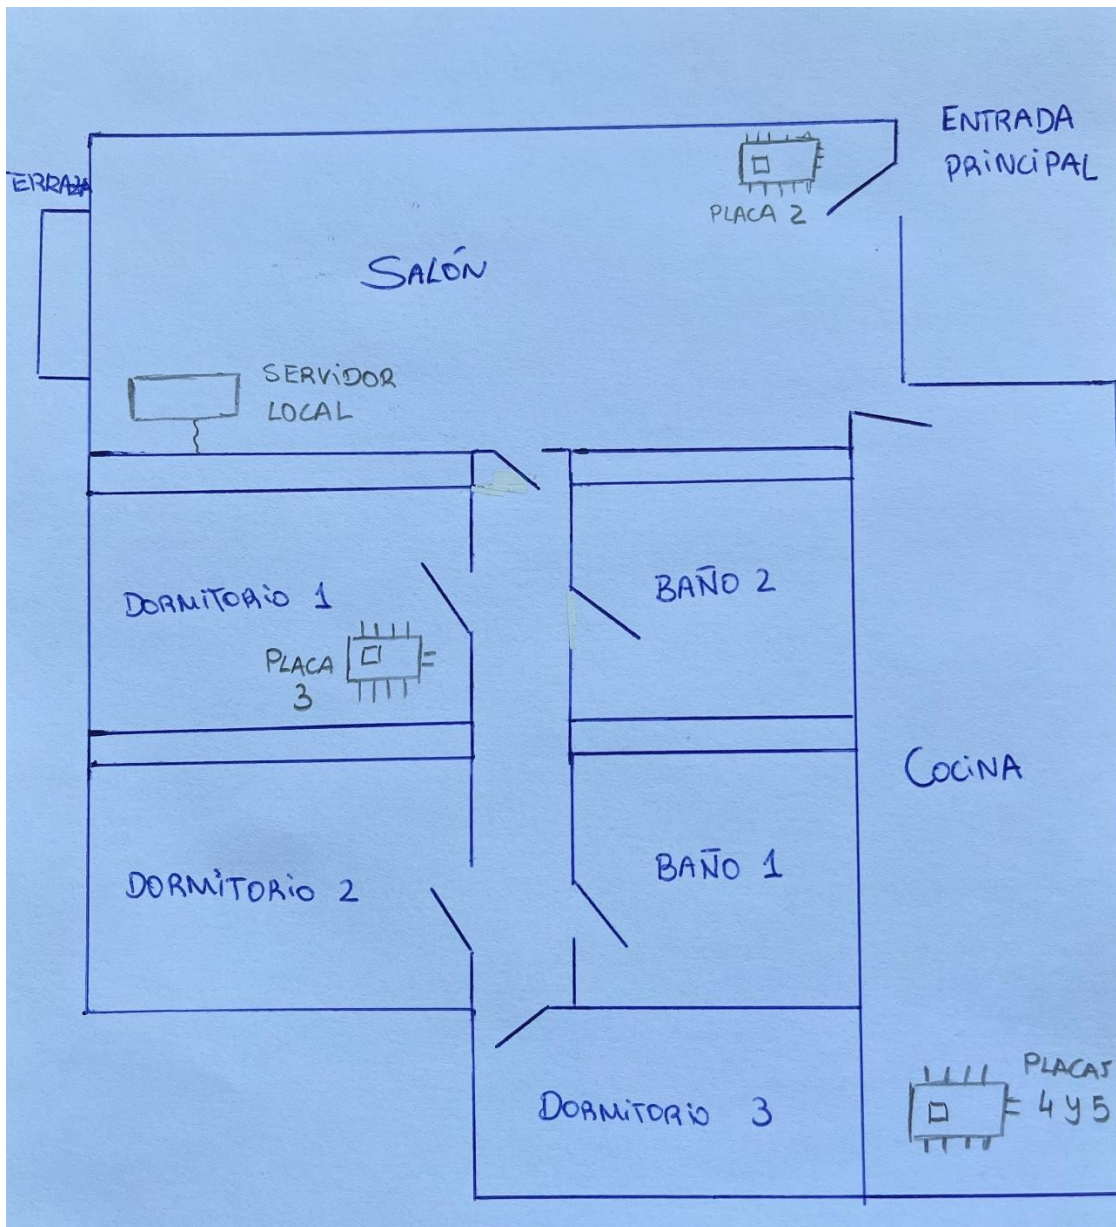 ENTRADA
PRINCIPAL
TERRAZA
PLACA 2
SALÓN
SERVIDOR
LOCAL
DORMITORIO 1
BAÑO 2
PLACA
3
COCINA
DORMITORIO 2
BAÑO 1
PLACAS
4 y 5
DORMITORIO 3